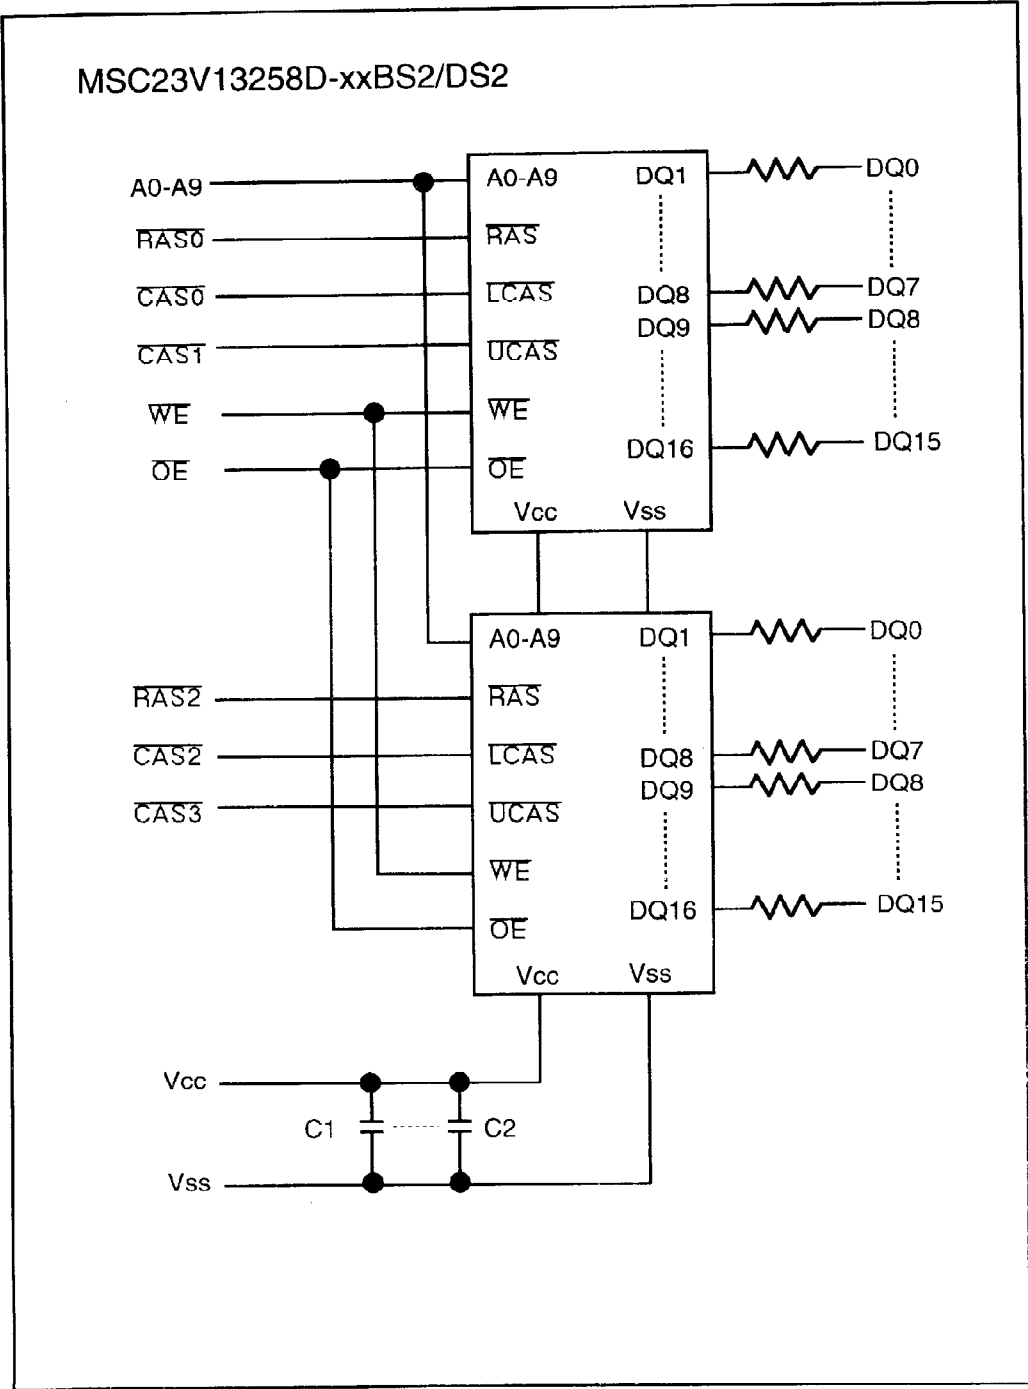 MSC23V13258D-xxBS2/DS2
A0-A9 A0-A9 DQ1 DQ0
RAS0 RAS
CAS0 LCAS DQ8 DQ7
DQ9 DQ8
CAS1 UCAS
WE WE
DQ16 DQ15
OE OE
Vcc Vss
A0-A9 DQ1 DQ0
RAS2 RAS
CAS2 LCAS DQ8 DQ7
DQ9 DQ8
CAS3 UCAS
WE
DQ16 DQ15
OE
Vcc Vss
Vcc
C1 C2
Vss